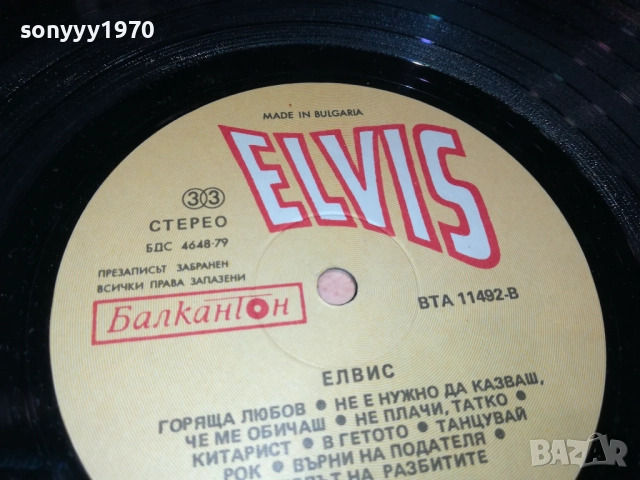 sonyyy1970
MADE IN BULGARIA
ELVIS
33
СТЕРЕО
БДС 4648-79
ПРЕЗАПИСЪТ ЗАБРАНЕН
ВСИЧКИ ПРАВА ЗАПАЗЕНИ
Балкантон
ВТА 11492-В
ЕЛВИС
ГОРЯЩА ЛЮБОВ • НЕ Е НУЖНО ДА КАЗВАШ,
ЧЕ МЕ ОБИЧАШ • НЕ ПЛАЧИ, ТАТКО •
КИТАРИСТ • В ГЕТОТО • ТАНЦУВАЙ
РОК • ВЪРНИ НА ПОДАТЕЛЯ •
НА РАЗБИТИТЕ
BAZAR